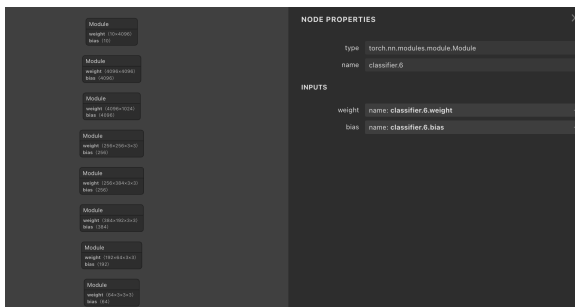 Module
weight ⟨10×4096⟩
bias ⟨10⟩
Module
weight ⟨4096×4096⟩
bias ⟨4096⟩
Module
weight ⟨4096×1024⟩
bias ⟨4096⟩
Module
weight ⟨256×256×3×3⟩
bias ⟨256⟩
Module
weight ⟨256×384×3×3⟩
bias ⟨256⟩
Module
weight ⟨384×192×3×3⟩
bias ⟨384⟩
Module
weight ⟨192×64×3×3⟩
bias ⟨192⟩
Module
weight ⟨64×3×3×3⟩
bias ⟨64⟩
NODE PROPERTIES
type torch.nn.modules.module.Module
name classifier.6
INPUTS
weight name: classifier.6.weight
bias name: classifier.6.bias